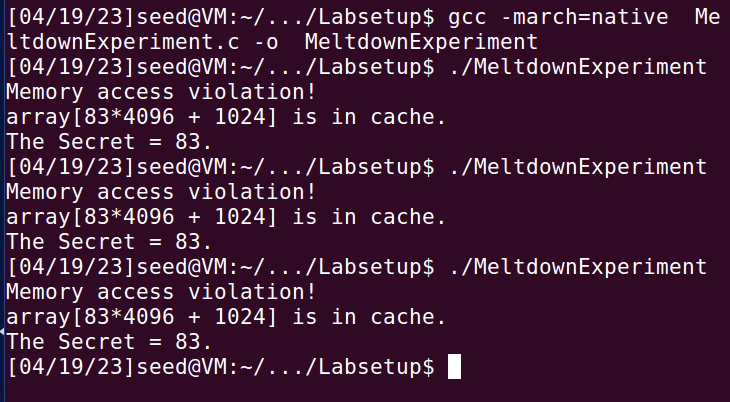 [04/19/23]seed@VM:~/.../Labsetup$ gcc -march=native  Me
ltdownExperiment.c -o  MeltdownExperiment
[04/19/23]seed@VM:~/.../Labsetup$ ./MeltdownExperiment
Memory access violation!
array[83*4096 + 1024] is in cache.
The Secret = 83.
[04/19/23]seed@VM:~/.../Labsetup$ ./MeltdownExperiment
Memory access violation!
array[83*4096 + 1024] is in cache.
The Secret = 83.
[04/19/23]seed@VM:~/.../Labsetup$ ./MeltdownExperiment
Memory access violation!
array[83*4096 + 1024] is in cache.
The Secret = 83.
[04/19/23]seed@VM:~/.../Labsetup$